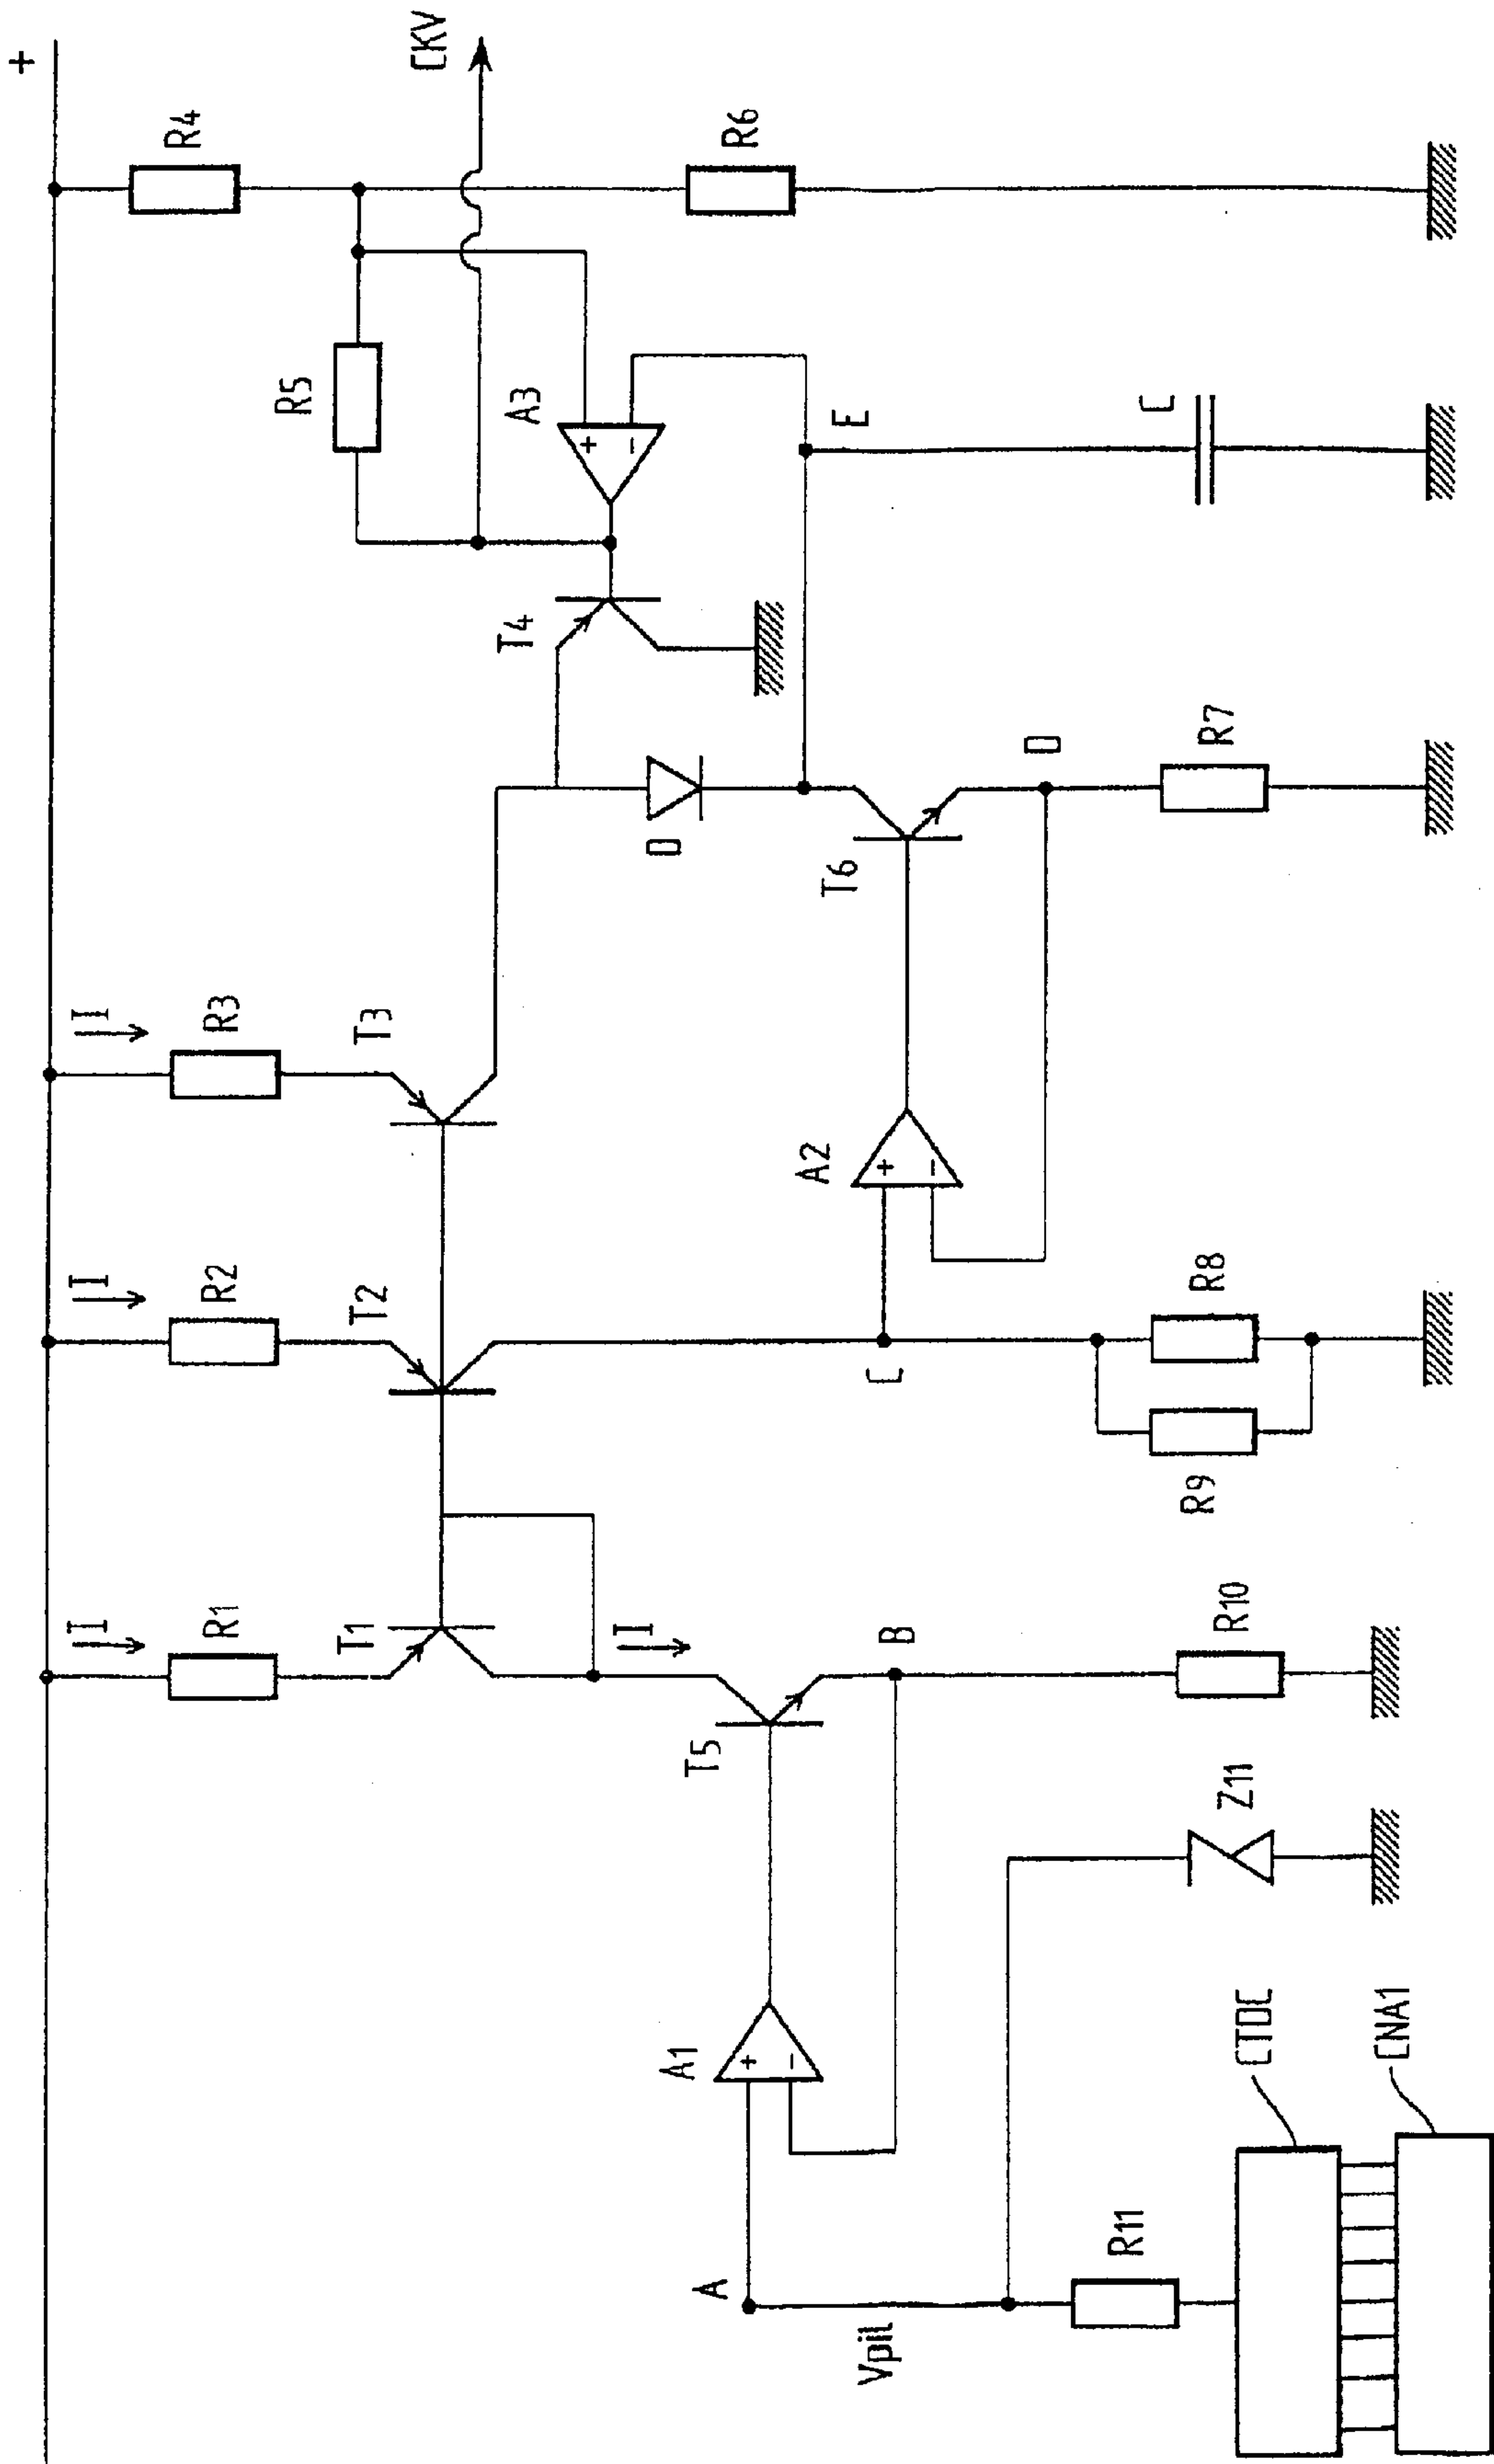 +
I
R1
T1
I
R2
T2
I
R3
T3
R4
CKV
R5
A3
+
-
T4
R6
E
C
D
T6
D
R7
A2
+
-
C
R8
R9
I
T5
B
R10
A1
+
-
A
Vpil
Z11
R11
CTDC
CNA1